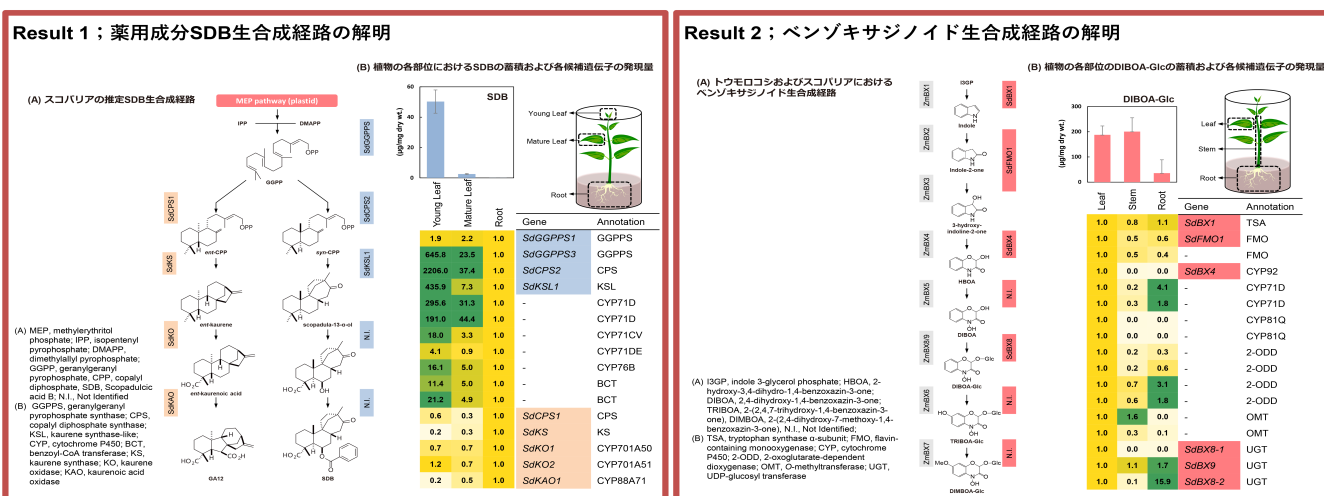 Result 1；薬用成分SDB生合成経路の解明
(A) スコパリアの推定SDB生合成経路
MEP pathway (plastid)
IPP
DMAPP
OPP
GGPP
SdGGPPS
SdCPS1
SdCPS2
OPP
OPP
ent-CPP
syn-CPP
SdKS
SdKSL1
ent-kaurene
scopadula-13-α-ol
SdKO
N.I.
HOOC
ent-kaurenoic acid
HOOC
OH
SdKAO
N.I.
HOOC
COOH
HOOC
GA12
SDB
(A) MEP, methylerythritol
phosphate; IPP, isopentenyl
pyrophosphate; DMAPP,
dimethylallyl pyrophosphate;
GGPP, geranylgeranyl
pyrophosphate, CPP, copalyl
diphosphate, SDB, Scopadulcic
acid B; N.I., Not Identified
(B) GGPPS, geranylgeranyl
pyrophosphate synthase; CPS,
copalyl diphosphate synthase;
KSL, kaurene synthase-like;
CYP, cytochrome P450; BCT,
benzoyl-CoA transferase; KS,
kaurene synthase; KO, kaurene
oxidase; KAO, kaurenoic acid
oxidase
(B) 植物の各部位におけるSDBの蓄積および各候補遺伝子の発現量
SDB
(μg/mg dry wt.)
60
40
20
0
Young Leaf
Mature Leaf
Root
Young Leaf Mature Leaf Root Gene Annotation
1.9 2.2 1.0 SdGGPPS1 GGPPS
645.8 23.5 1.0 SdGGPPS3 GGPPS
2206.0 37.4 1.0 SdCPS2 CPS
435.9 7.3 1.0 SdKSL1 KSL
295.6 31.3 1.0 - CYP71D
191.0 44.4 1.0 - CYP71D
18.0 3.3 1.0 - CYP71CV
4.1 0.9 1.0 - CYP71DE
16.1 5.0 1.0 - CYP76B
11.4 5.0 1.0 - BCT
21.2 4.9 1.0 - BCT
0.6 0.3 1.0 SdCPS1 CPS
0.2 0.3 1.0 SdKS KS
0.7 0.7 1.0 SdKO1 CYP701A50
1.2 0.7 1.0 SdKO2 CYP701A51
0.2 0.5 1.0 SdKAO1 CYP88A71
Result 2；ベンゾキサジノイド生合成経路の解明
(A) トウモロコシおよびスコパリアにおける
ベンゾキサジノイド生合成経路
I3GP
ZmBX1
SdBX1
Indole
ZmBX2
SdFMO1
Indole-2-one
ZmBX3
3-hydroxy-
indoline-2-one
ZmBX4
SdBX4
HBOA
ZmBX5
N.I.
DIBOA
ZmBX8/9
SdBX8
DIBOA-Glc
ZmBX6
N.I.
TRIBOA-Glc
ZmBX7
N.I.
DIMBOA-Glc
(A) I3GP, indole 3-glycerol phosphate; HBOA, 2-
hydroxy-3,4-dihydro-1,4-benzoxazin-3-one;
DIBOA, 2,4-dihydroxy-1,4-benzoxazin-3-one,
TRIBOA, 2-(2,4,7-trihydroxy-1,4-benzoxazin-3-
one), DIMBOA, 2-(2,4-dihydroxy-7-methoxy-1,4-
benzoxazin-3-one), N.I., Not Identified;
(B) TSA, tryptophan synthase α-subunit; FMO, flavin-
containing monooxygenase; CYP, cytochrome
P450; 2-ODD, 2-oxoglutarate-dependent
dioxygenase; OMT, O-methyltransferase; UGT,
UDP-glucosyl transferase
(B) 植物の各部位のDIBOA-Glcの蓄積および各候補遺伝子の発現量
DIBOA-Glc
(μg/mg dry wt.)
300
200
100
0
Leaf
Stem
Root
Leaf Stem Root Gene Annotation
1.0 0.8 1.1 SdBX1 TSA
1.0 0.5 0.6 SdFMO1 FMO
1.0 0.5 0.4 - FMO
1.0 0.0 0.0 SdBX4 CYP92
1.0 0.2 4.1 - CYP71D
1.0 0.3 1.8 - CYP71D
1.0 0.0 0.0 - CYP81Q
1.0 0.0 0.0 - CYP81Q
1.0 0.2 0.3 - 2-ODD
1.0 0.2 0.6 - 2-ODD
1.0 0.7 3.1 - 2-ODD
1.0 0.6 1.8 - 2-ODD
1.0 1.6 0.0 - OMT
1.0 0.3 0.1 - OMT
1.0 0.0 0.0 SdBX8-1 UGT
1.0 1.1 1.7 SdBX9 UGT
1.0 0.1 15.9 SdBX8-2 UGT